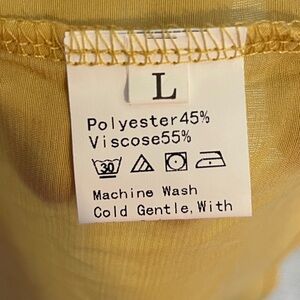 L
Polyester45%
Viscose55%
30
Machine Wash
Cold Gentle,With